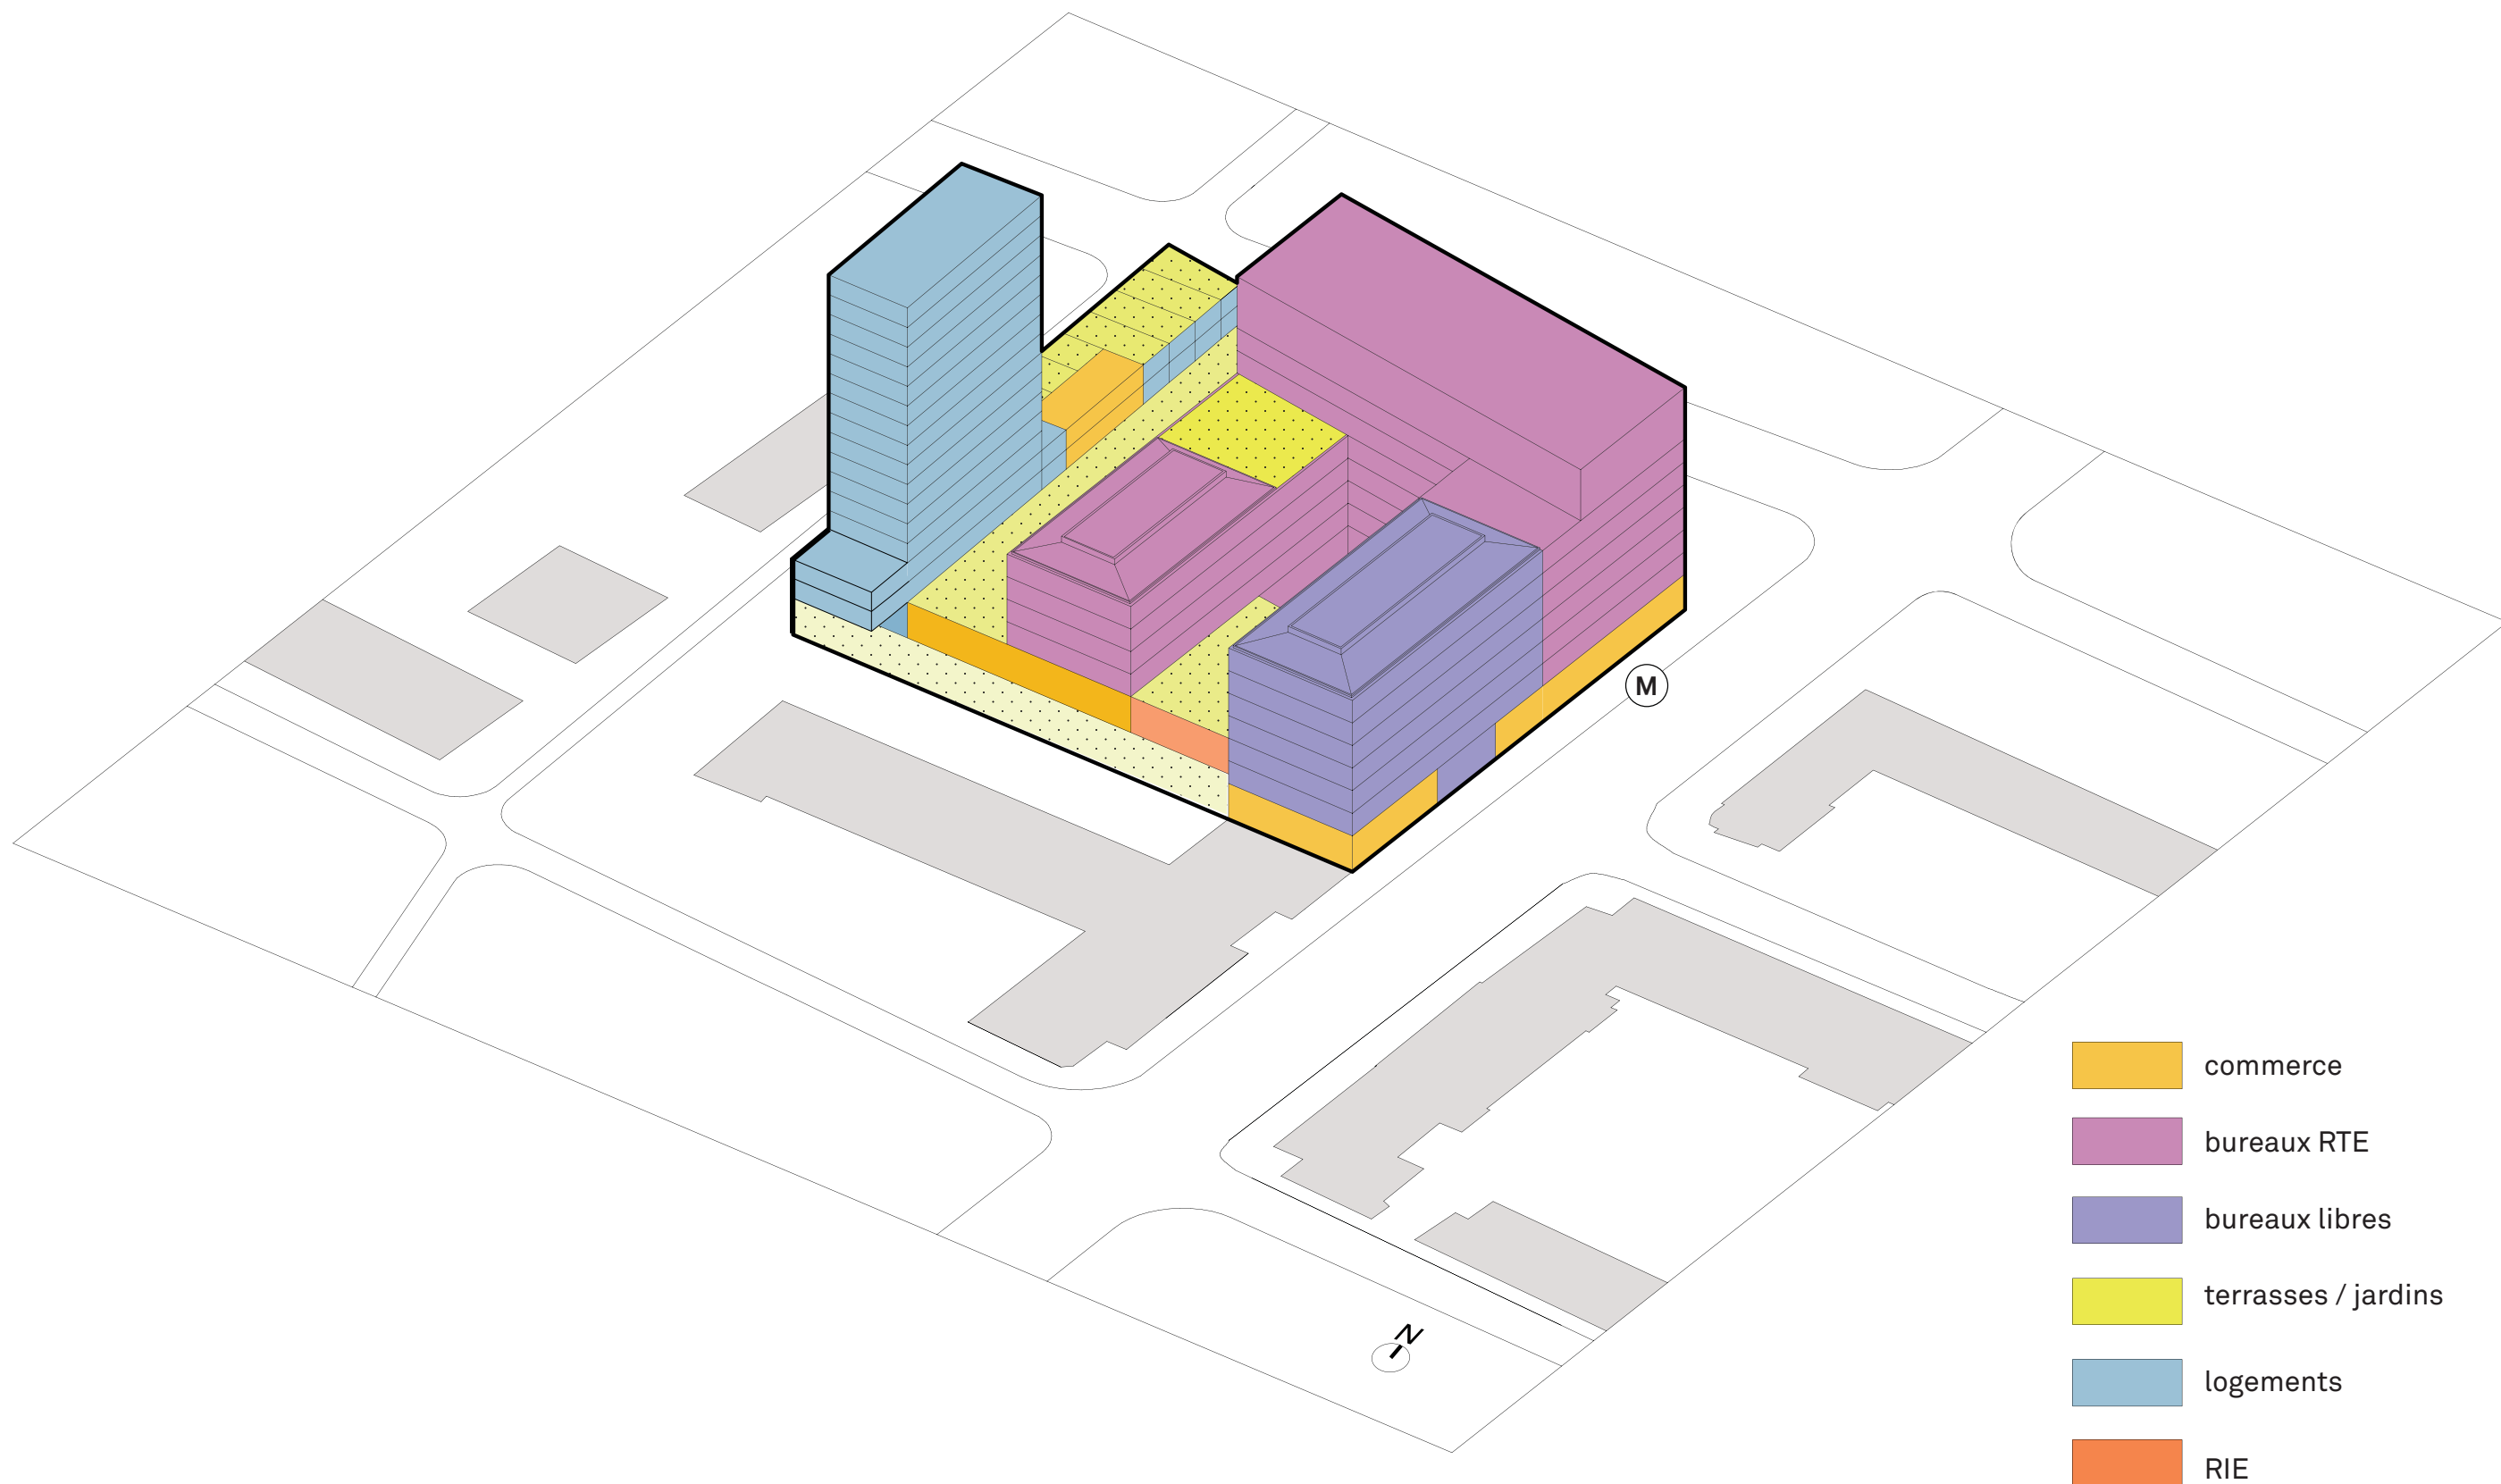 M
commerce
bureaux RTE
bureaux libres
terrasses / jardins
logements
RIE
N